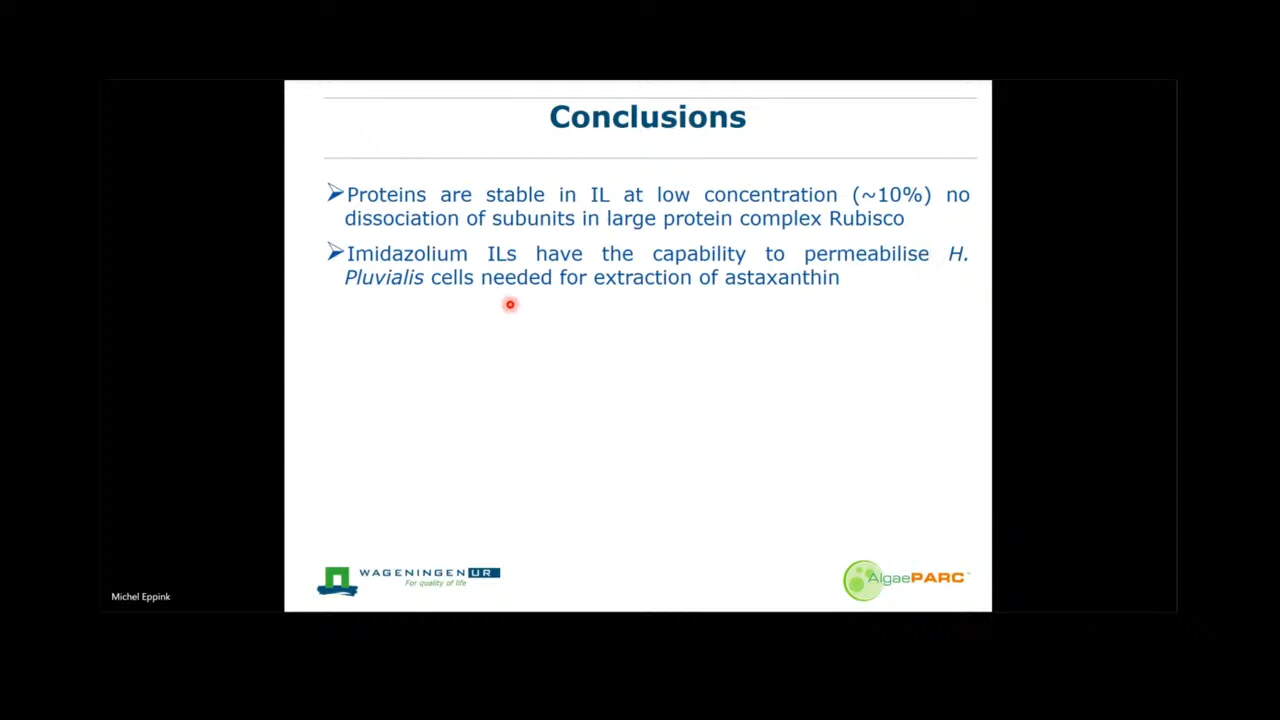 Conclusions
Proteins are stable in IL at low concentration (~10%) no
dissociation of subunits in large protein complex Rubisco
Imidazolium ILs have the capability to permeabilise H.
Pluvialis cells needed for extraction of astaxanthin
WAGENINGEN UR
For quality of life
AlgaePARC™
Michel Eppink